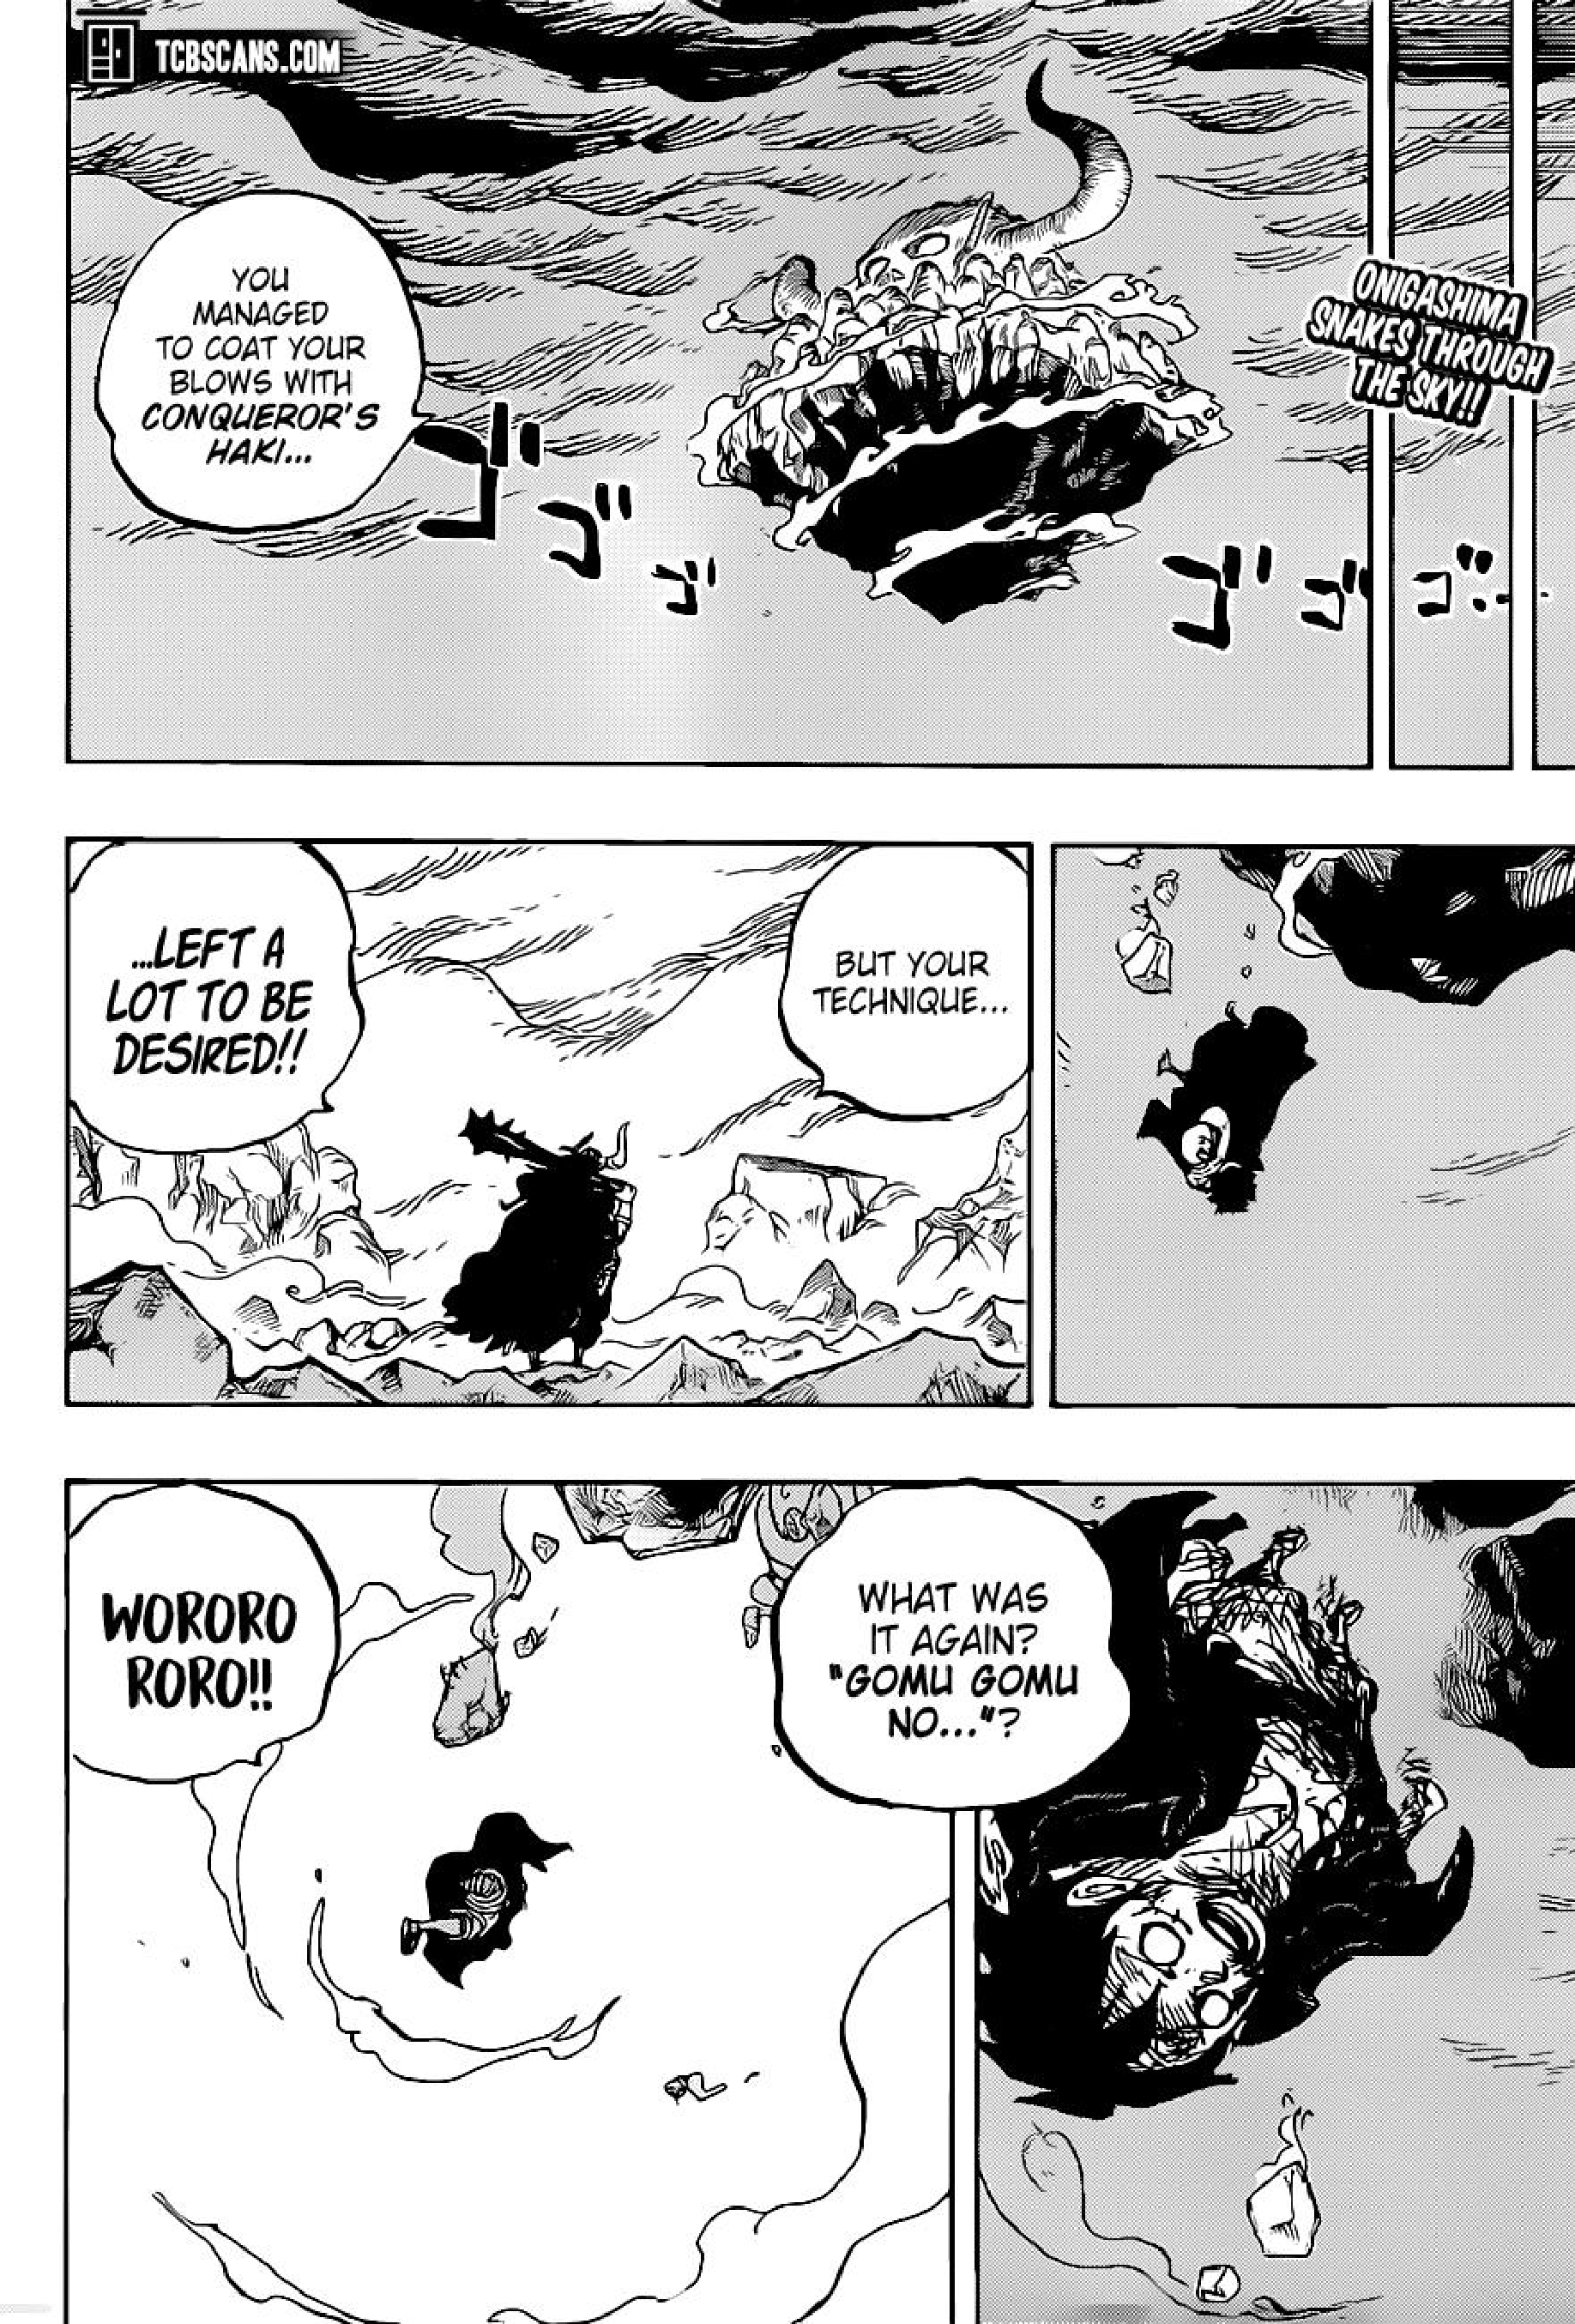 TCBSCANS.COM
ONIGASHIMA
SNAKES THROUGH
THE SKY!!
YOU
MANAGED
TO COAT YOUR
BLOWS WITH
CONQUEROR'S
HAKI...
ゴ
ゴ
ゴ
ゴ
ゴ
ゴ
BUT YOUR
TECHNIQUE...
...LEFT A
LOT TO BE
DESIRED!!
WHAT WAS
IT AGAIN?
"GOMU GOMU
NO..."?
WORORO
RORO!!